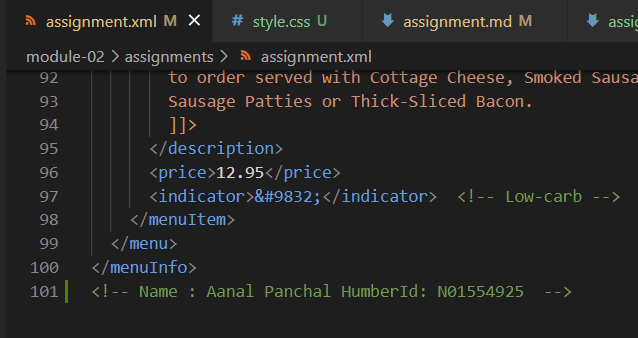 assignment.xml M × # style.css U assignment.md M
module-02 > assignments > assignment.xml
92 to order served with Cottage Cheese, Smoked Sausa
93 Sausage Patties or Thick-Sliced Bacon.
94 ]]>
95 </description>
96 <price>12.95</price>
97 <indicator>&#9832;</indicator> <!-- Low-carb -->
98 </menuItem>
99 </menu>
100 </menuInfo>
101 <!-- Name : Aanal Panchal HumberId: N01554925 -->